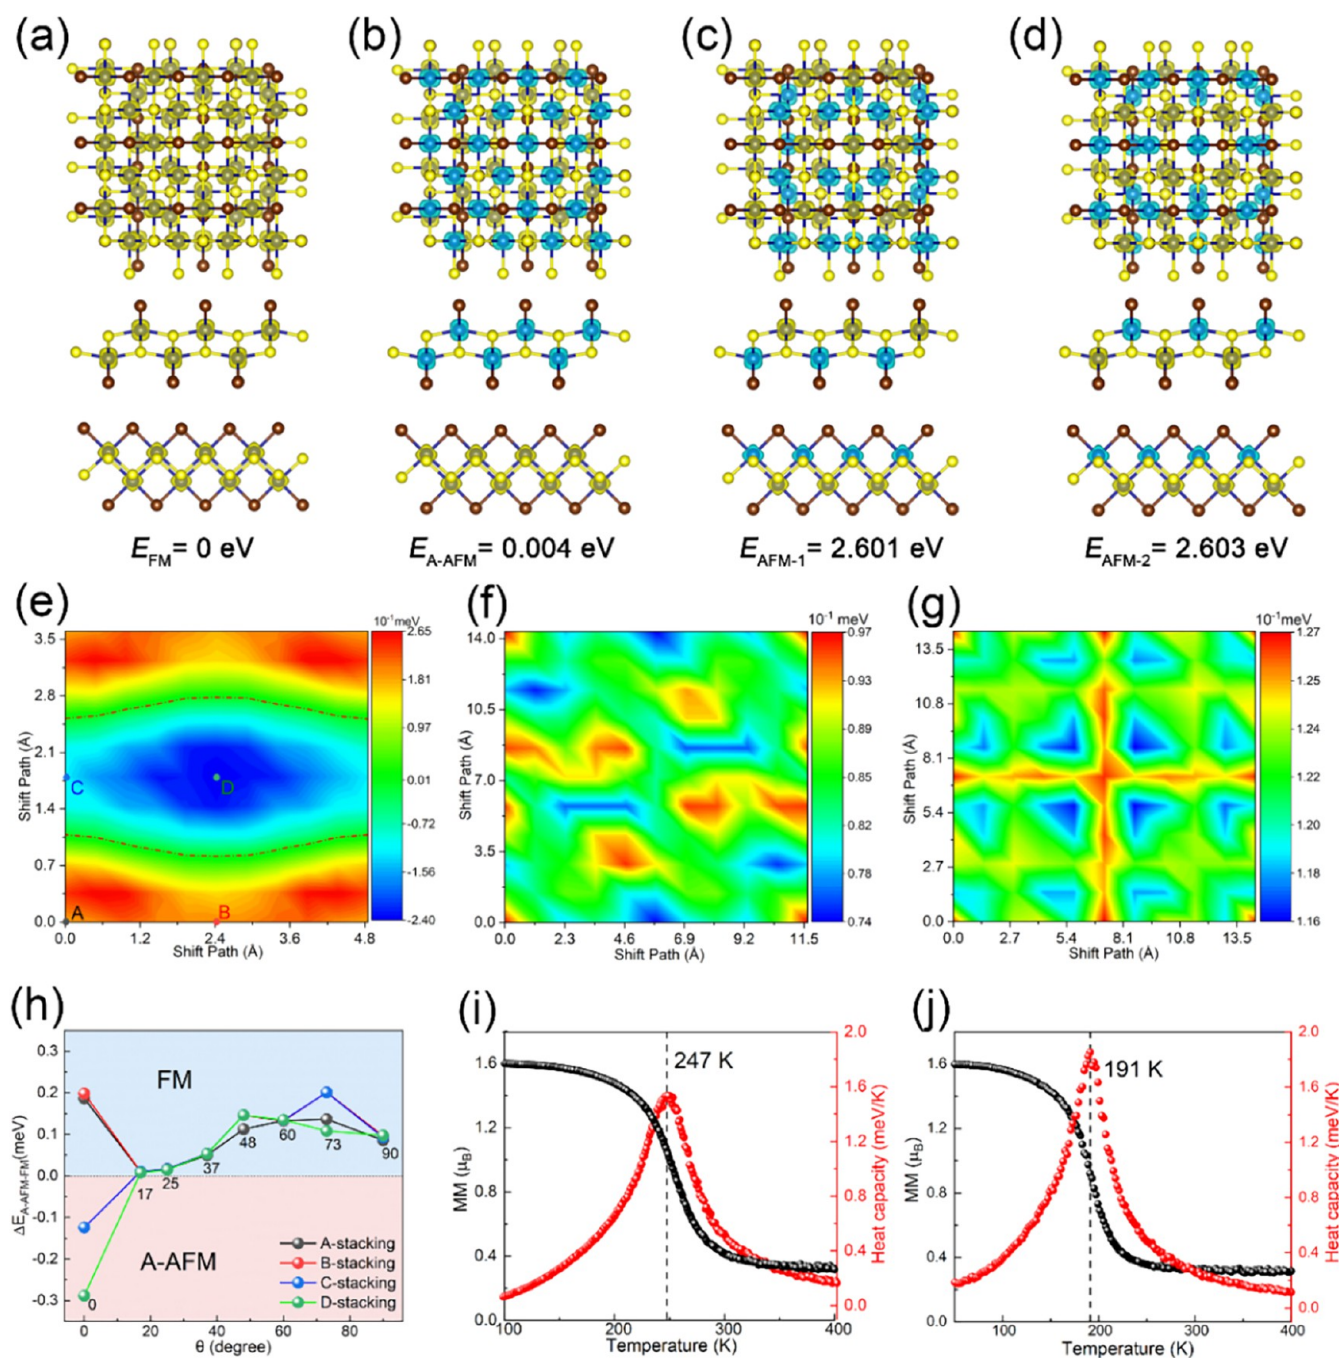 (a) (b) (c) (d)
E_FM= 0 eV E_A-AFM= 0.004 eV E_AFM-1= 2.601 eV E_AFM-2= 2.603 eV
(e) (f) (g)
10⁻¹meV
3.5
2.8
2.1
1.4
0.7
0.0
Shift Path (Å)
C
D
A
B
0.0 1.2 2.4 3.6 4.8
Shift Path (Å)
2.65
1.81
0.97
0.01
-0.72
-1.56
-2.40
10⁻¹meV
14.0
10.5
7.0
3.5
0.0
Shift Path (Å)
0.0 2.3 4.6 6.9 9.2 11.5
Shift Path (Å)
0.97
0.93
0.89
0.85
0.82
0.78
0.74
10⁻¹meV
13.5
10.8
8.1
5.4
2.7
0.0
Shift Path (Å)
0.0 2.7 5.4 8.1 10.8 13.5
Shift Path (Å)
1.27
1.25
1.24
1.22
1.20
1.18
1.16
(h) (i) (j)
0.3
0.2
0.1
0.0
-0.1
-0.2
-0.3
ΔE_A-AFM-FM(meV)
FM
A-AFM
0
17
25
37
48
60
73
90
A-stacking
B-stacking
C-stacking
D-stacking
0 20 40 60 80
θ (degree)
1.6
1.2
0.8
0.4
0.0
MM (μ_B)
247 K
100 200 300 400
Temperature (K)
2.0
1.6
1.2
0.8
0.4
0.0
Heat capacity (meV/K)
1.6
1.2
0.8
0.4
0.0
MM (μ_B)
191 K
100 200 300 400
Temperature (K)
2.0
1.6
1.2
0.8
0.4
0.0
Heat capacity (meV/K)